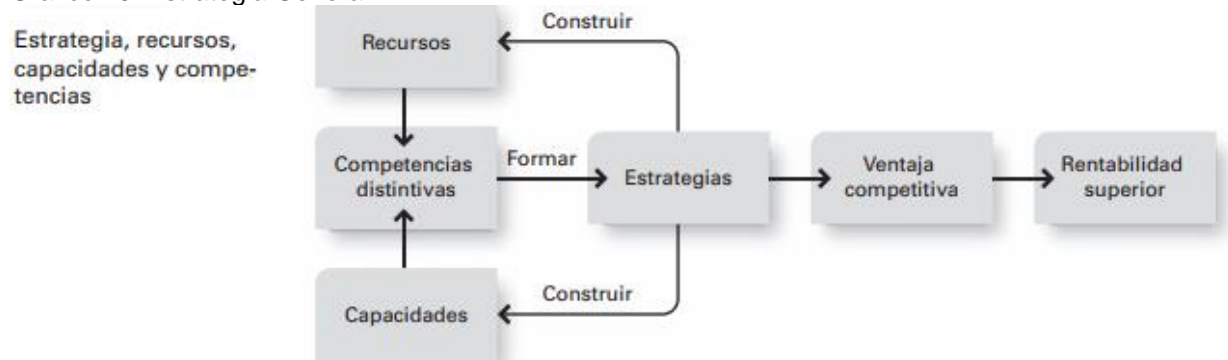 Estrategia, recursos,
capacidades y compe-
tencias
Recursos
Construir
Competencias
distintivas
Formar
Estrategias
Ventaja
competitiva
Rentabilidad
superior
Capacidades
Construir